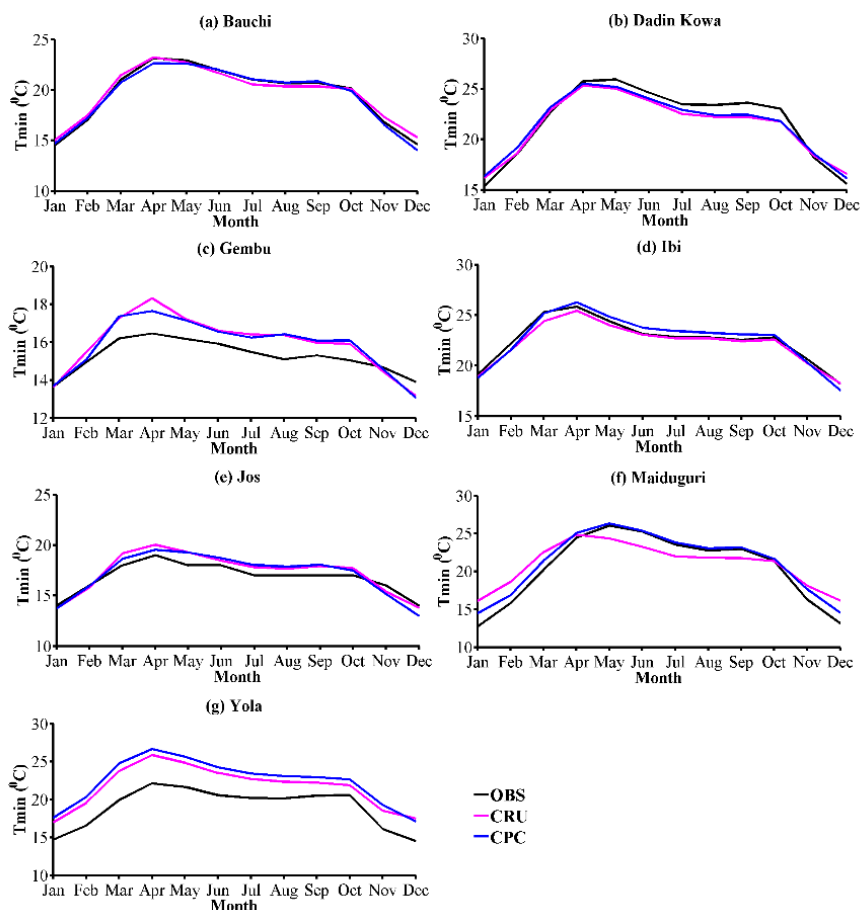 (a) Bauchi
25
20
15
10
Tmin (⁰C)
Jan Feb Mar Apr May Jun Jul Aug Sep Oct Nov Dec
Month
(b) Dadin Kowa
30
25
20
15
Tmin (⁰C)
Jan Feb Mar Apr May Jun Jul Aug Sep Oct Nov Dec
Month
(c) Gembu
20
18
16
14
12
Tmin (⁰C)
Jan Feb Mar Apr May Jun Jul Aug Sep Oct Nov Dec
Month
(d) Ibi
30
25
20
15
Tmin (⁰C)
Jan Feb Mar Apr May Jun Jul Aug Sep Oct Nov Dec
Month
(e) Jos
25
20
15
10
Tmin (⁰C)
Jan Feb Mar Apr May Jun Jul Aug Sep Oct Nov Dec
Month
(f) Maiduguri
30
25
20
15
10
Tmin (⁰C)
Jan Feb Mar Apr May Jun Jul Aug Sep Oct Nov Dec
Month
(g) Yola
30
25
20
15
10
Tmin (⁰C)
Jan Feb Mar Apr May Jun Jul Aug Sep Oct Nov Dec
Month
OBS
CRU
CPC